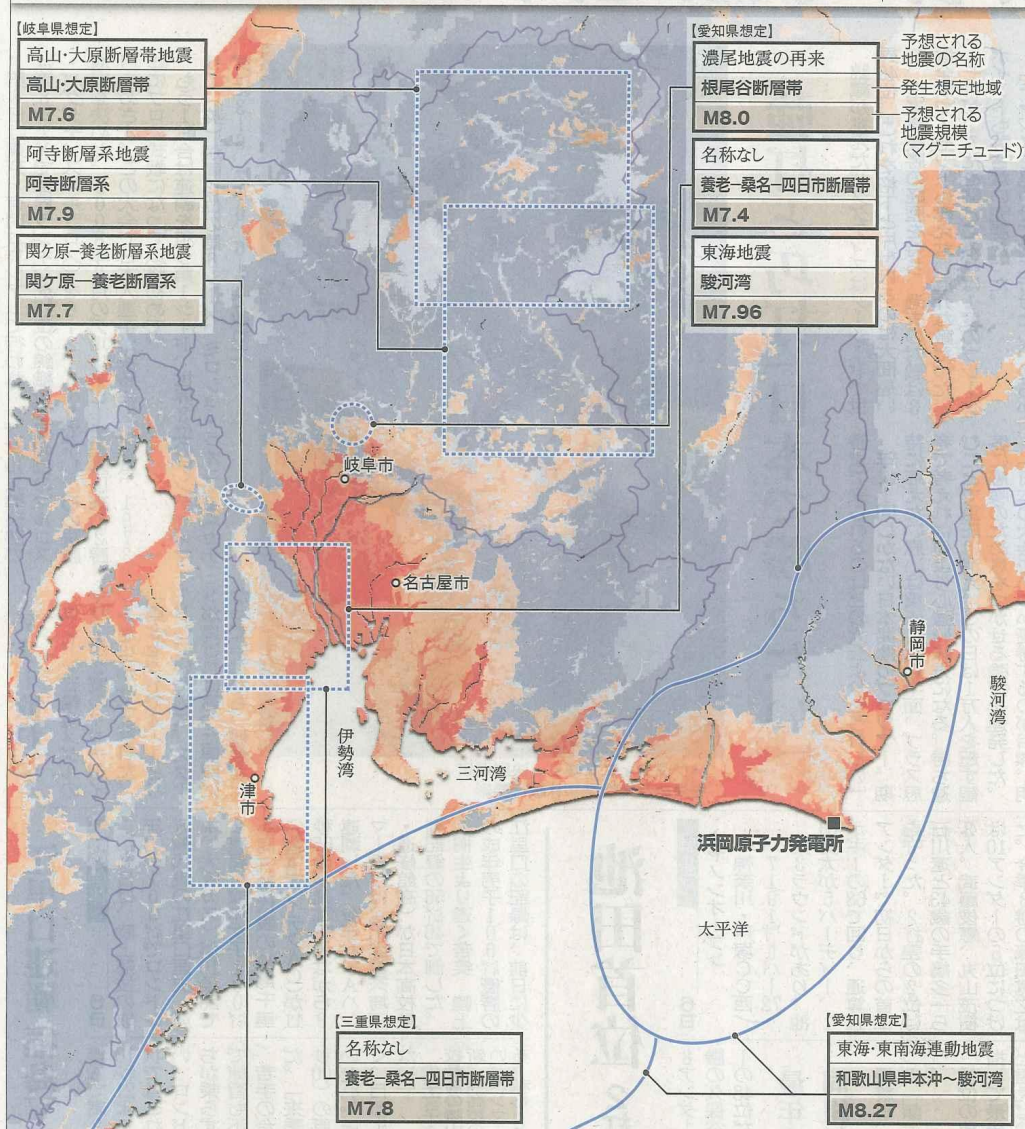 【岐阜県想定】
高山・大原断層帯地震
高山・大原断層帯
M7.6
阿寺断層系地震
阿寺断層系
M7.9
関ケ原−養老断層系地震
関ケ原―養老断層系
M7.7
【愛知県想定】
濃尾地震の再来
根尾谷断層帯
M8.0
予想される
地震の名称
発生想定地域
予想される
地震規模
(マグニチュード)
名称なし
養老−桑名−四日市断層帯
M7.4
東海地震
駿河湾
M7.96
岐阜市
名古屋市
静岡市
駿河湾
伊勢湾
三河湾
津市
浜岡原子力発電所
太平洋
【三重県想定】
名称なし
養老−桑名−四日市断層帯
M7.8
【愛知県想定】
東海・東南海連動地震
和歌山県串本沖〜駿河湾
M8.27